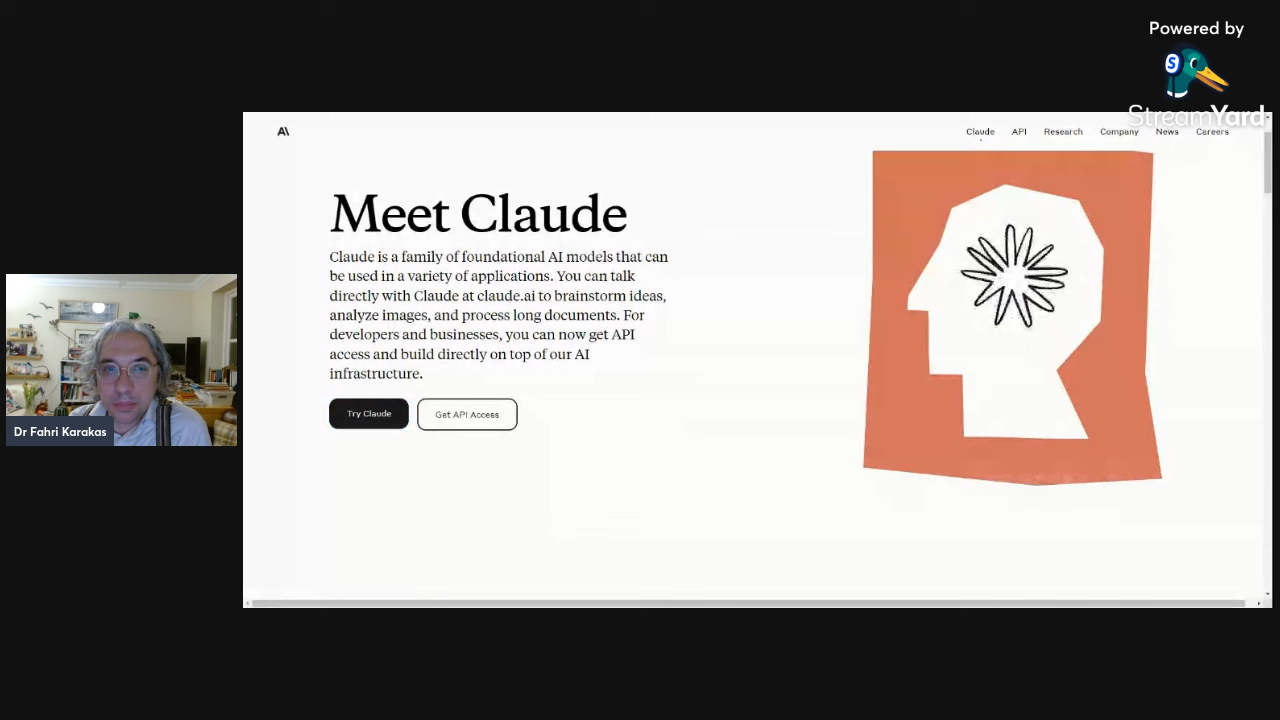 Powered by
StreamYard
Claude API Research Company News Careers
Meet Claude
Claude is a family of foundational AI models that can
be used in a variety of applications. You can talk
directly with Claude at claude.ai to brainstorm ideas,
analyze images, and process long documents. For
developers and businesses, you can now get API
access and build directly on top of our AI
infrastructure.
Try Claude Get API Access
Dr Fahri Karakas